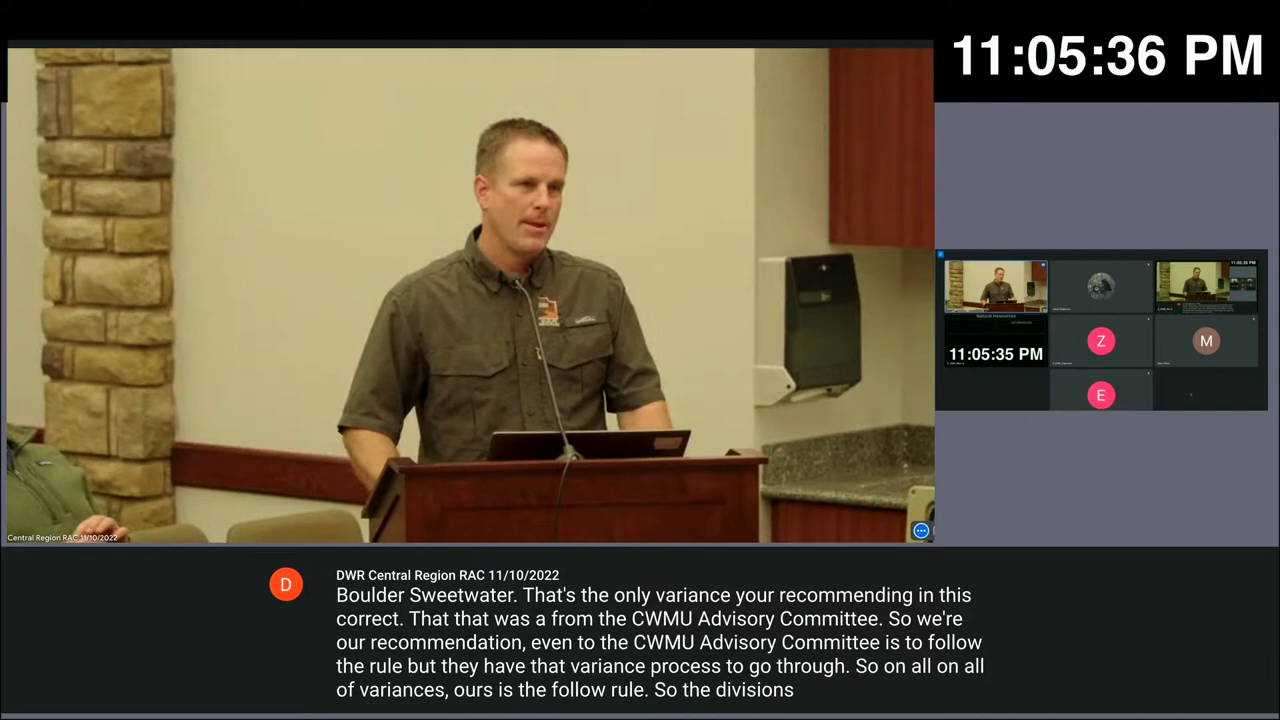 11:05:36 PM
11:05:35 PM
Z
M
E
Central Region RAC 11/10/2022
D
DWR Central Region RAC 11/10/2022
Boulder Sweetwater. That's the only variance your recommending in this
correct. That that was a from the CWMU Advisory Committee. So we're
our recommendation, even to the CWMU Advisory Committee is to follow
the rule but they have that variance process to go through. So on all on all
of variances, ours is the follow rule. So the divisions